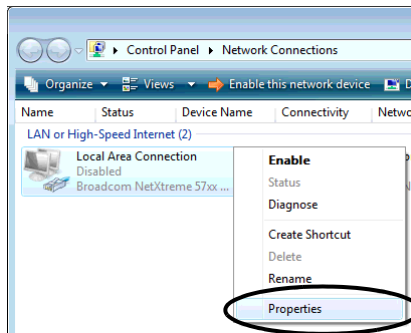 Control Panel Network Connections
Organize Views Enable this network device
Name Status Device Name Connectivity
LAN or High-Speed Internet (2)
Local Area Connection
Disabled
Broadcom NetXtreme 57xx ...
Enable
Status
Diagnose
Create Shortcut
Delete
Rename
Properties